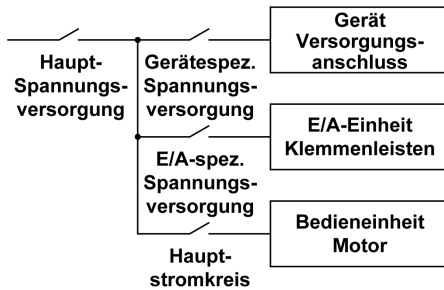 Haupt-
Spannungs-
versorgung
Gerätespez.
Spannungs-
versorgung
Gerät
Versorgungs-
anschluss
E/A-spez.
Spannungs-
versorgung
E/A-Einheit
Klemmenleisten
Haupt-
stromkreis
Bedieneinheit
Motor